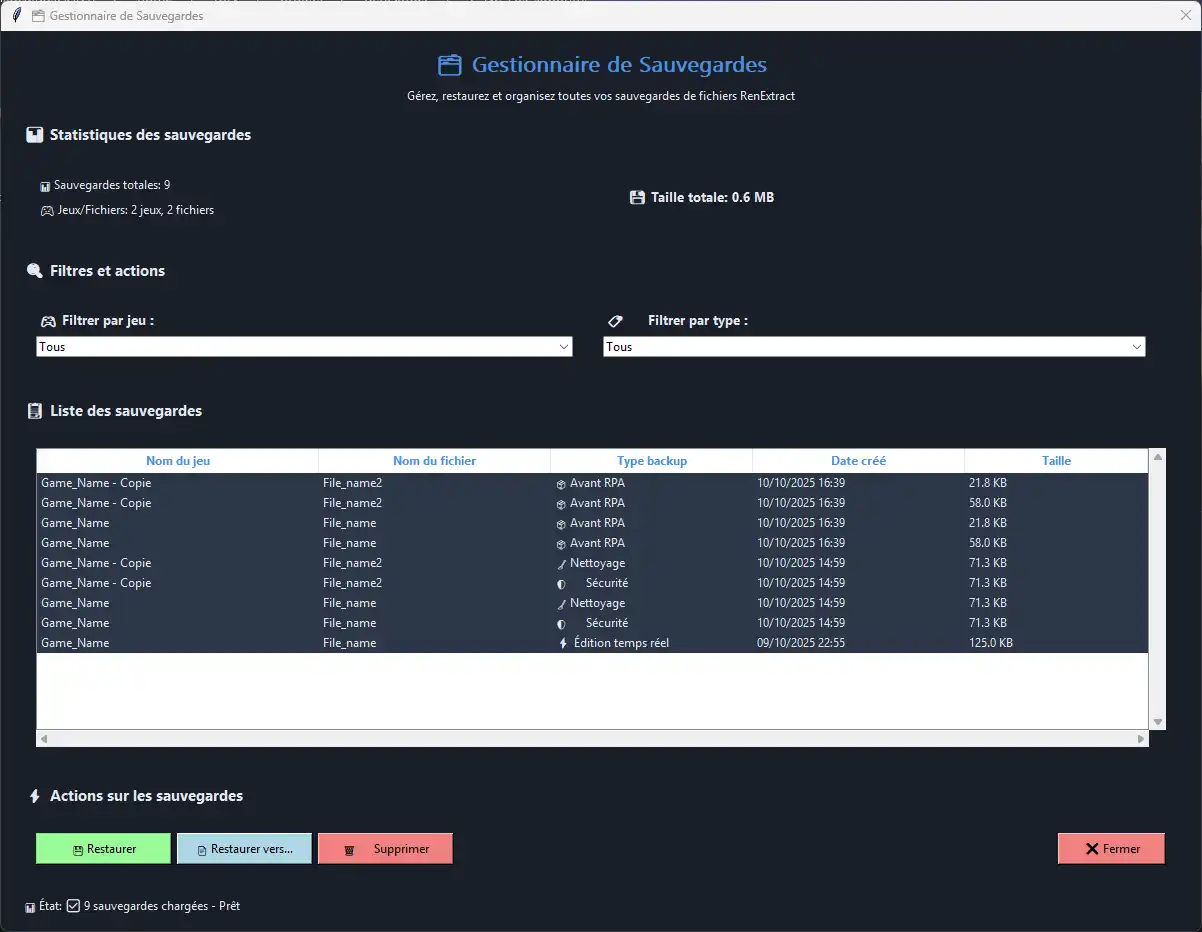 Gestionnaire de Sauvegardes
Gestionnaire de Sauvegardes
Gérez, restaurez et organisez toutes vos sauvegardes de fichiers RenExtract
Statistiques des sauvegardes
Sauvegardes totales: 9
Jeux/Fichiers: 2 jeux, 2 fichiers
Taille totale: 0.6 MB
Filtres et actions
Filtrer par jeu :
Filtrer par type :
Tous
Tous
Liste des sauvegardes
Nom du jeu Nom du fichier Type backup Date créé Taille
Game_Name - Copie File_name2 Avant RPA 10/10/2025 16:39 21.8 KB
Game_Name - Copie File_name2 Avant RPA 10/10/2025 16:39 58.0 KB
Game_Name File_name Avant RPA 10/10/2025 16:39 21.8 KB
Game_Name File_name Avant RPA 10/10/2025 16:39 58.0 KB
Game_Name - Copie File_name2 Nettoyage 10/10/2025 14:59 71.3 KB
Game_Name - Copie File_name2 Sécurité 10/10/2025 14:59 71.3 KB
Game_Name File_name Nettoyage 10/10/2025 14:59 71.3 KB
Game_Name File_name Sécurité 10/10/2025 14:59 71.3 KB
Game_Name File_name Édition temps réel 09/10/2025 22:55 125.0 KB
Actions sur les sauvegardes
Restaurer
Restaurer vers...
Supprimer
Fermer
État: 9 sauvegardes chargées - Prêt